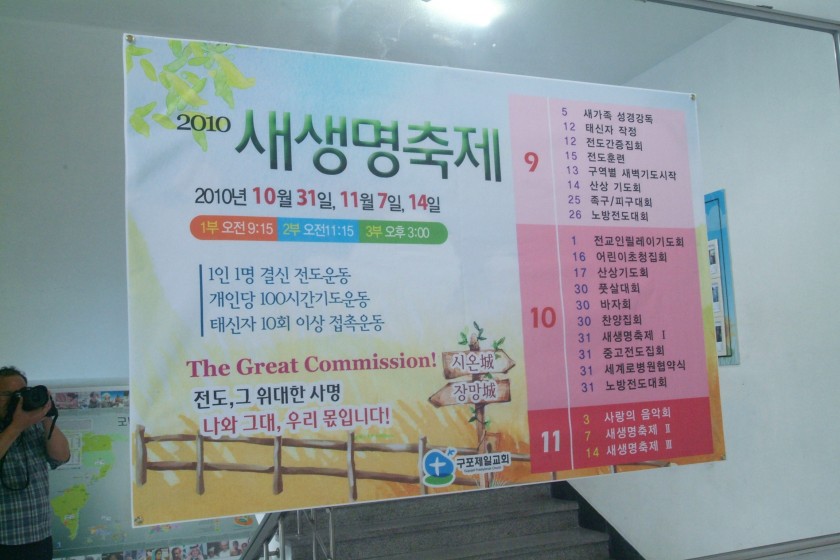 2010 새생명축제
2010년 10월 31일, 11월 7일, 14일
1부 오전 9:15 2부 오전11:15 3부 오후 3:00
1인 1명 결신 전도운동
개인당 100시간기도운동
태신자 10회 이상 접촉운동
The Great Commission!
전도,그 위대한 사명
나와 그대, 우리 몫입니다!
시온城
장망城
구포제일교회
9
5 새가족 성경강독
12 태신자 작정
12 전도간증집회
15 전도훈련
13 구역별 새벽기도시작
14 산상 기도회
25 족구/피구대회
26 노방전도대회
10
1 전교인릴레이기도회
16 어린이초청집회
17 산상기도회
30 풋살대회
30 바자회
30 찬양집회
31 새생명축제 Ⅰ
31 중고전도집회
31 세계로병원협약식
31 노방전도대회
11
3 사랑의 음악회
7 새생명축제 Ⅱ
14 새생명축제 Ⅲ